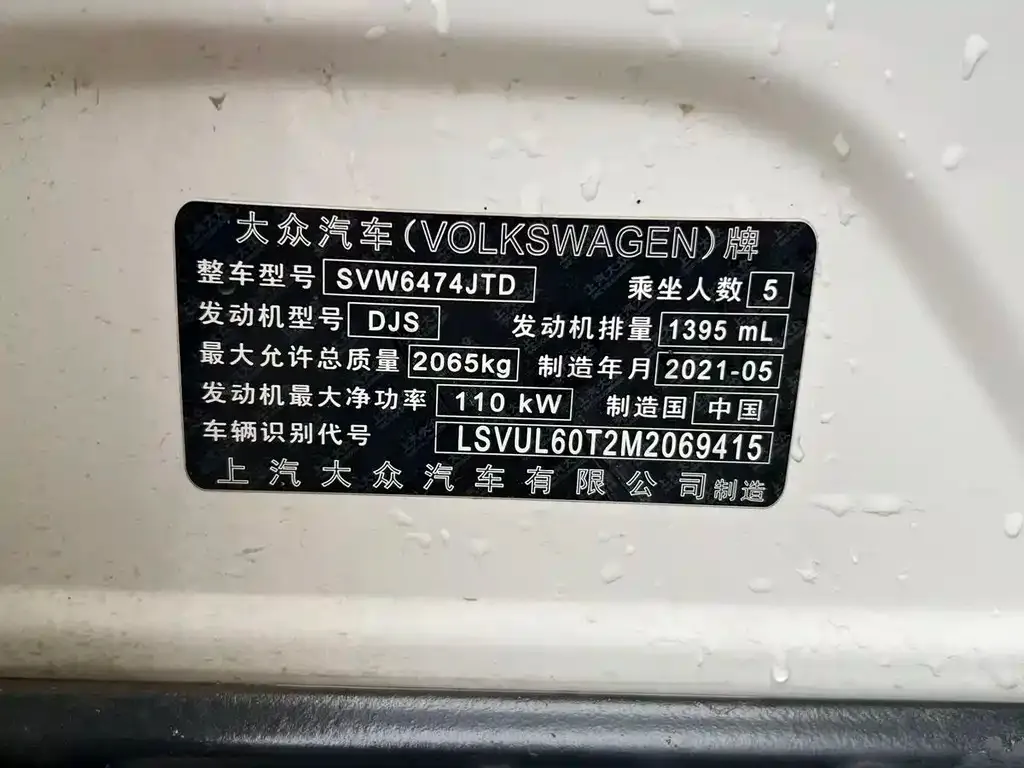 大众汽车(VOLKSWAGEN)牌
整车型号 SVW6474JTD 乘坐人数 5
发动机型号 DJS 发动机排量 1395 mL
最大允许总质量 2065kg 制造年月 2021-05
发动机最大净功率 110 kW 制造国 中国
车辆识别代号 LSVUL60T2M2069415
上汽大众汽车有限公司制造